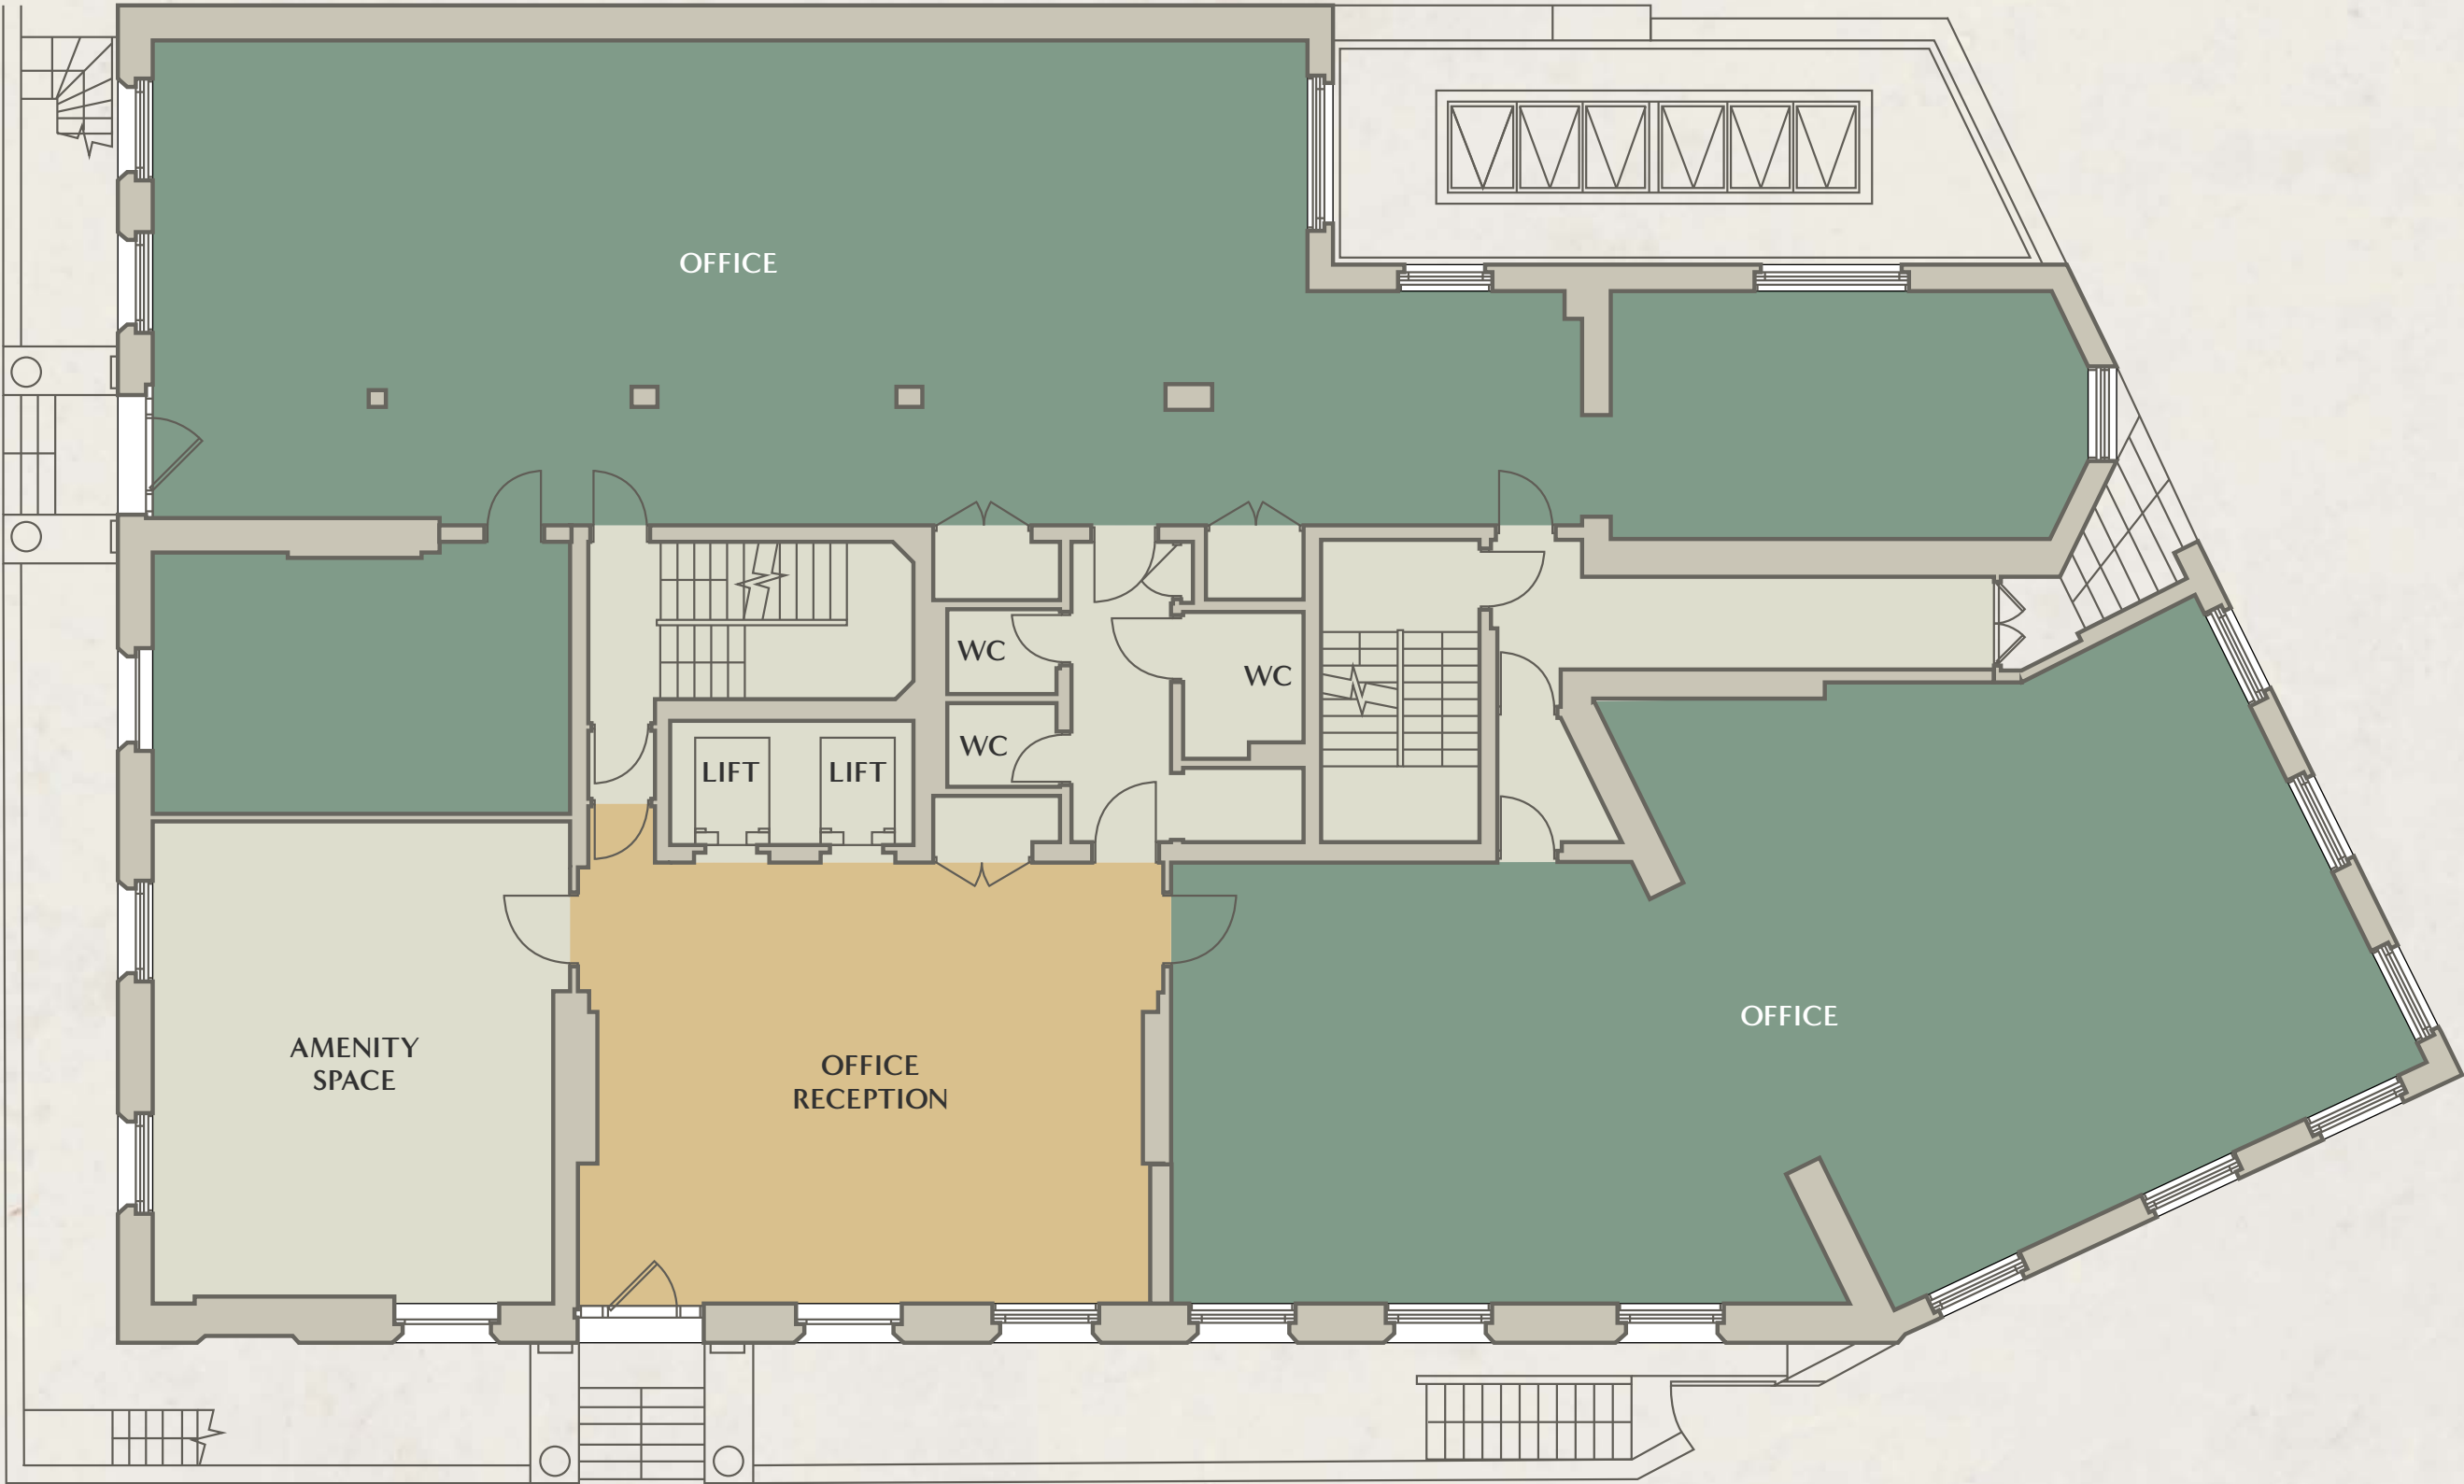 OFFICE
WC
WC
WC
LIFT
LIFT
OFFICE
AMENITY
SPACE
OFFICE
RECEPTION